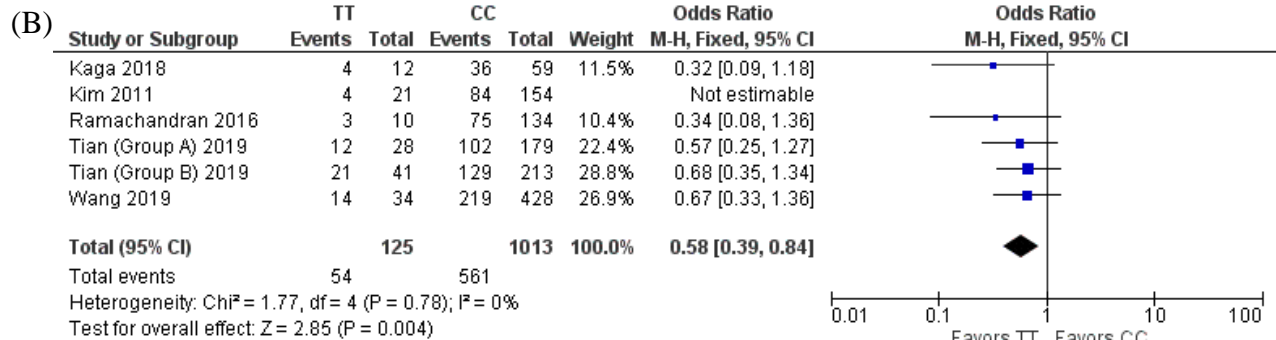 (B)
TT CC Odds Ratio Odds Ratio
Study or Subgroup Events Total Events Total Weight M-H, Fixed, 95% CI M-H, Fixed, 95% CI
Kaga 2018 4 12 36 59 11.5% 0.32 [0.09, 1.18]
Kim 2011 4 21 84 154 Not estimable
Ramachandran 2016 3 10 75 134 10.4% 0.34 [0.08, 1.36]
Tian (Group A) 2019 12 28 102 179 22.4% 0.57 [0.25, 1.27]
Tian (Group B) 2019 21 41 129 213 28.8% 0.68 [0.35, 1.34]
Wang 2019 14 34 219 428 26.9% 0.67 [0.33, 1.36]
Total (95% CI) 125 1013 100.0% 0.58 [0.39, 0.84]
Total events 54 561
Heterogeneity: Chi² = 1.77, df = 4 (P = 0.78); I² = 0%
Test for overall effect: Z = 2.85 (P = 0.004)
0.01 0.1 1 10 100
Favors TT Favors CC